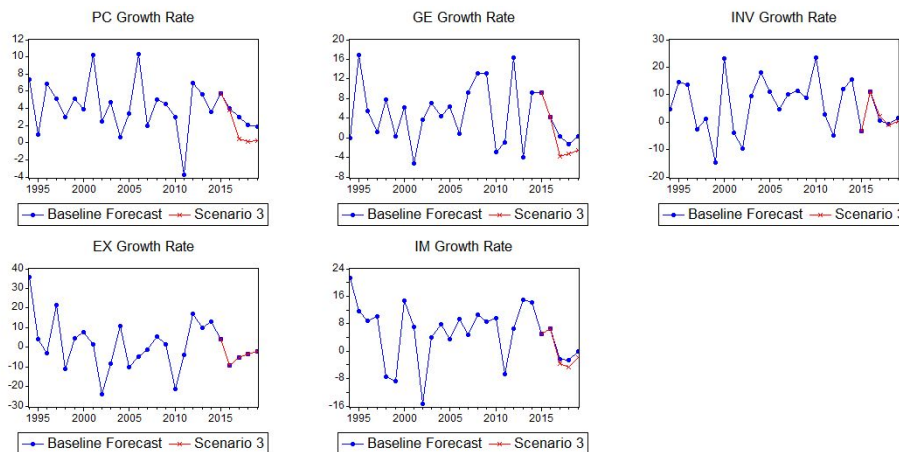 PC Growth Rate
12
10
8
6
4
2
0
-2
-4
1995 2000 2005 2010 2015
Baseline Forecast Scenario 3
GE Growth Rate
20
16
12
8
4
0
-4
-8
1995 2000 2005 2010 2015
Baseline Forecast Scenario 3
INV Growth Rate
30
20
10
0
-10
-20
1995 2000 2005 2010 2015
Baseline Forecast Scenario 3
EX Growth Rate
40
30
20
10
0
-10
-20
-30
1995 2000 2005 2010 2015
Baseline Forecast Scenario 3
IM Growth Rate
24
16
8
0
-8
-16
1995 2000 2005 2010 2015
Baseline Forecast Scenario 3